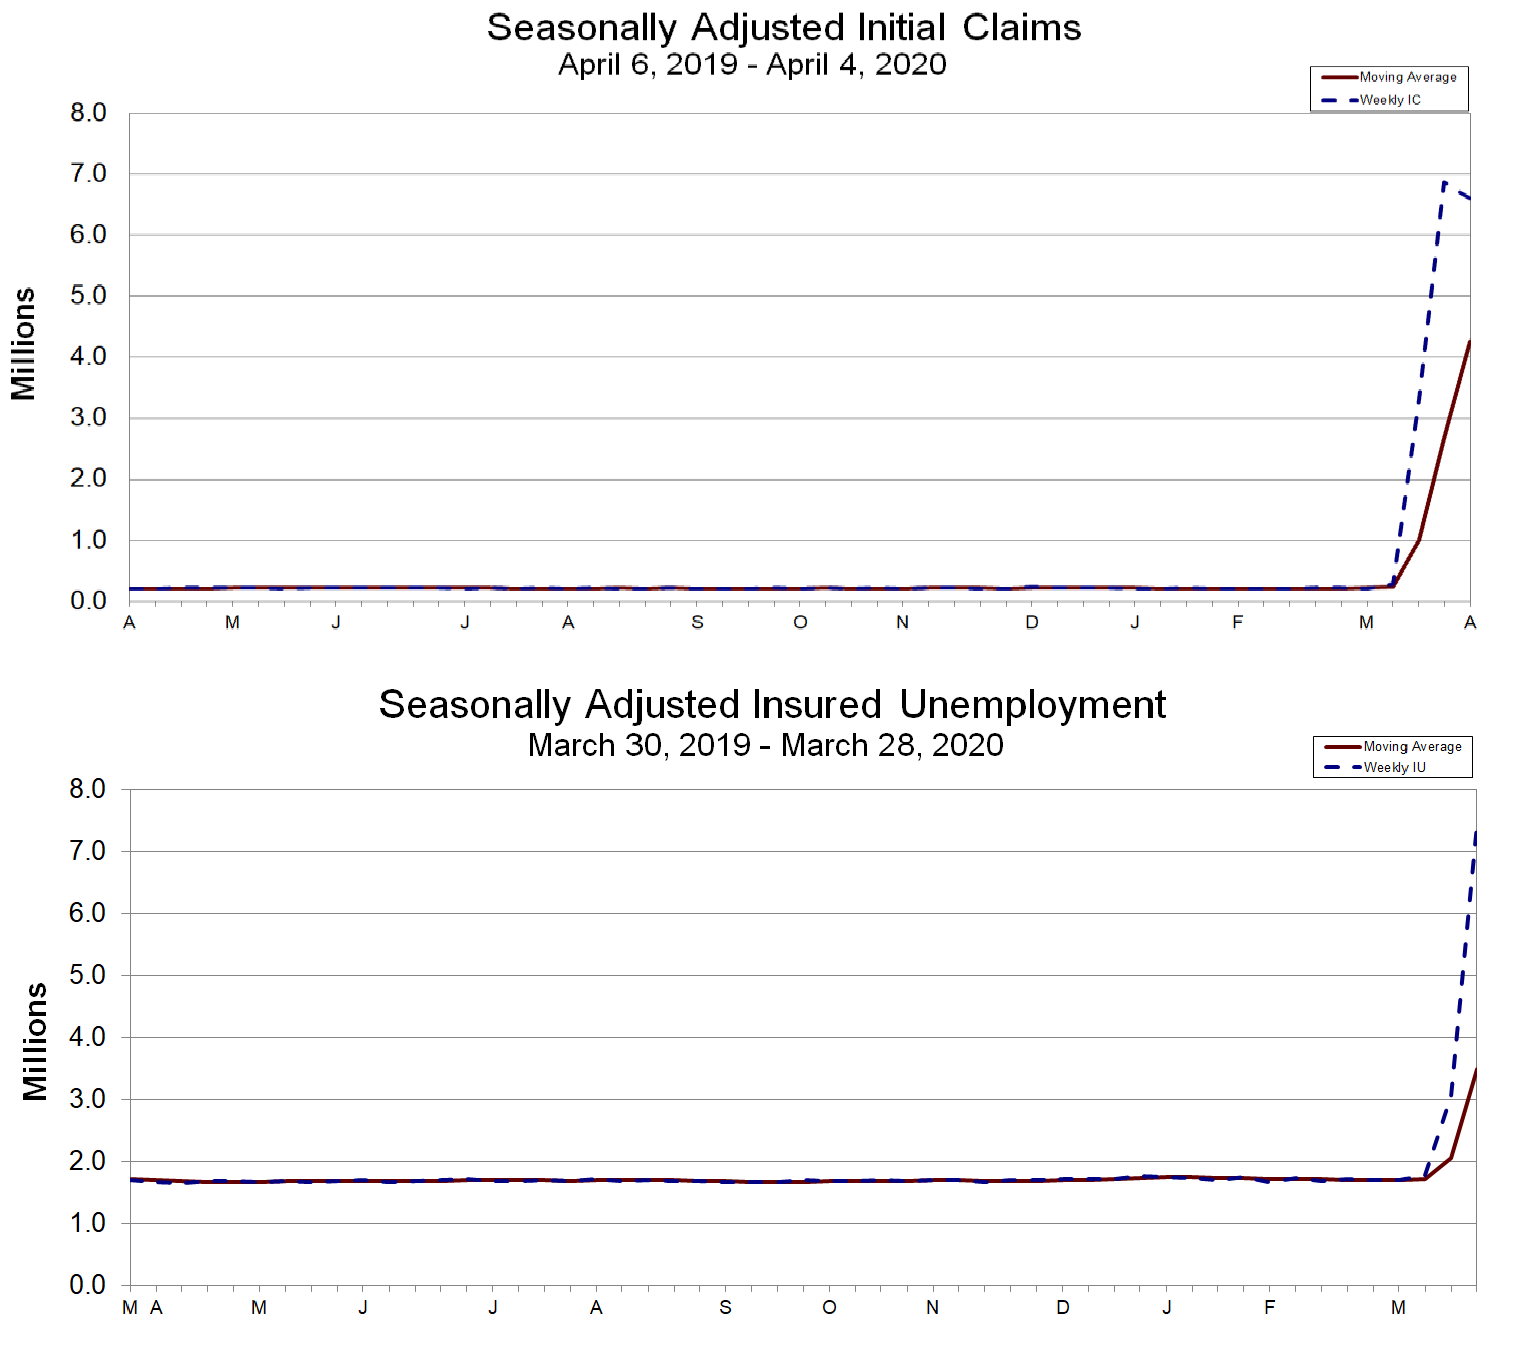 Seasonally Adjusted Initial Claims
April 6, 2019 - April 4, 2020
Moving Average
Weekly IC
Millions
8.0
7.0
6.0
5.0
4.0
3.0
2.0
1.0
0.0
A M J J A S O N D J F M A
Seasonally Adjusted Insured Unemployment
March 30, 2019 - March 28, 2020
Moving Average
Weekly IU
Millions
8.0
7.0
6.0
5.0
4.0
3.0
2.0
1.0
0.0
M A M J J A S O N D J F M